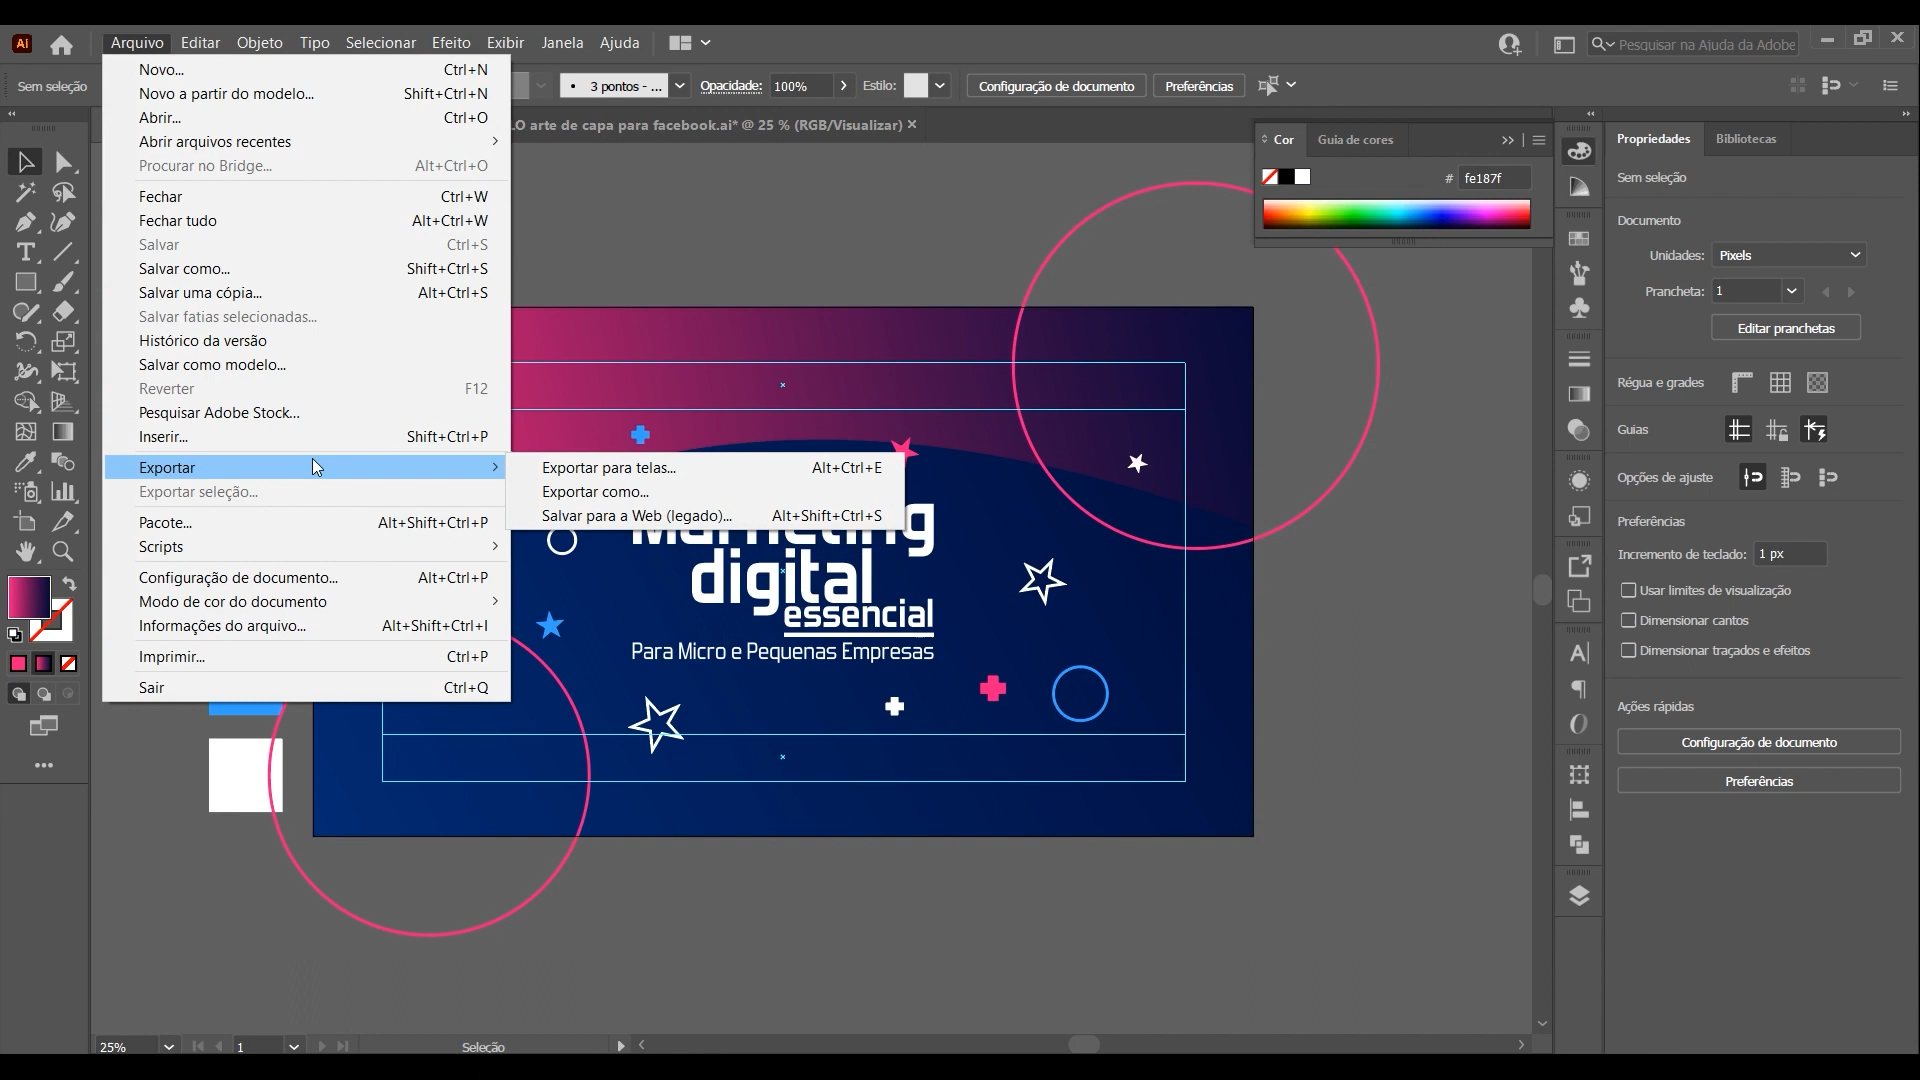 Ai
Arquivo Editar Objeto Tipo Selecionar Efeito Exibir Janela Ajuda
Pesquisar na Ajuda da Adobe
Sem seleção
3 pontos - ... Opacidade: 100% Estilo: Configuração de documento Preferências
LO arte de capa para facebook.ai* @ 25 % (RGB/Visualizar) ×
Novo... Ctrl+N
Novo a partir do modelo... Shift+Ctrl+N
Abrir... Ctrl+O
Abrir arquivos recentes
Procurar no Bridge... Alt+Ctrl+O
Fechar Ctrl+W
Fechar tudo Alt+Ctrl+W
Salvar Ctrl+S
Salvar como... Shift+Ctrl+S
Salvar uma cópia... Alt+Ctrl+S
Salvar fatias selecionadas...
Histórico da versão
Salvar como modelo...
Reverter F12
Pesquisar Adobe Stock...
Inserir... Shift+Ctrl+P
Exportar
Exportar seleção...
Pacote... Alt+Shift+Ctrl+P
Scripts
Configuração de documento... Alt+Ctrl+P
Modo de cor do documento
Informações do arquivo... Alt+Shift+Ctrl+I
Imprimir... Ctrl+P
Sair Ctrl+Q
Exportar para telas... Alt+Ctrl+E
Exportar como...
Salvar para a Web (legado)... Alt+Shift+Ctrl+S
Marketing
digital
essencial
Para Micro e Pequenas Empresas
Cor Guia de cores
# fe187f
Propriedades Bibliotecas
Sem seleção
Documento
Unidades: Pixels
Prancheta: 1
Editar pranchetas
Régua e grades
Guias
Opções de ajuste
Preferências
Incremento de teclado: 1 px
Usar limites de visualização
Dimensionar cantos
Dimensionar traçados e efeitos
Ações rápidas
Configuração de documento
Preferências
25% 1 Seleção